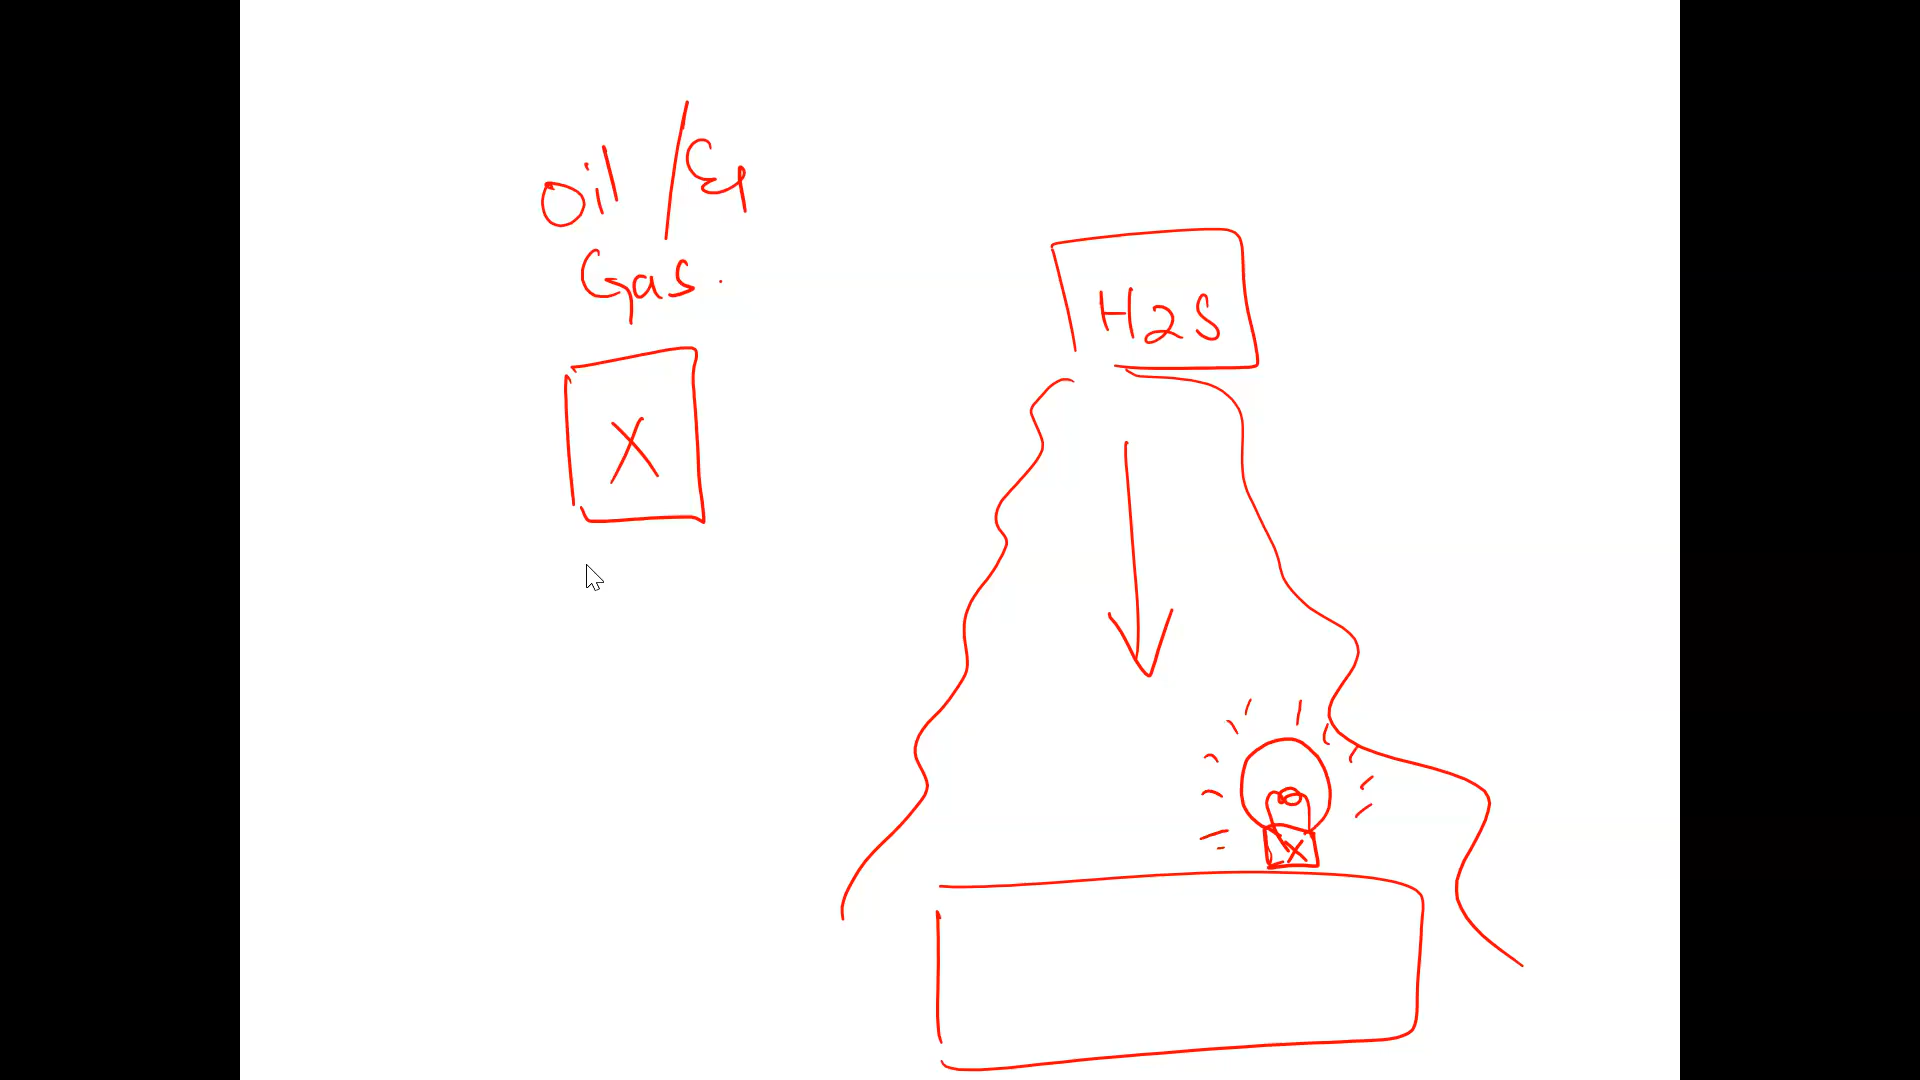 Oil / &
Gas.
H2S
X
X